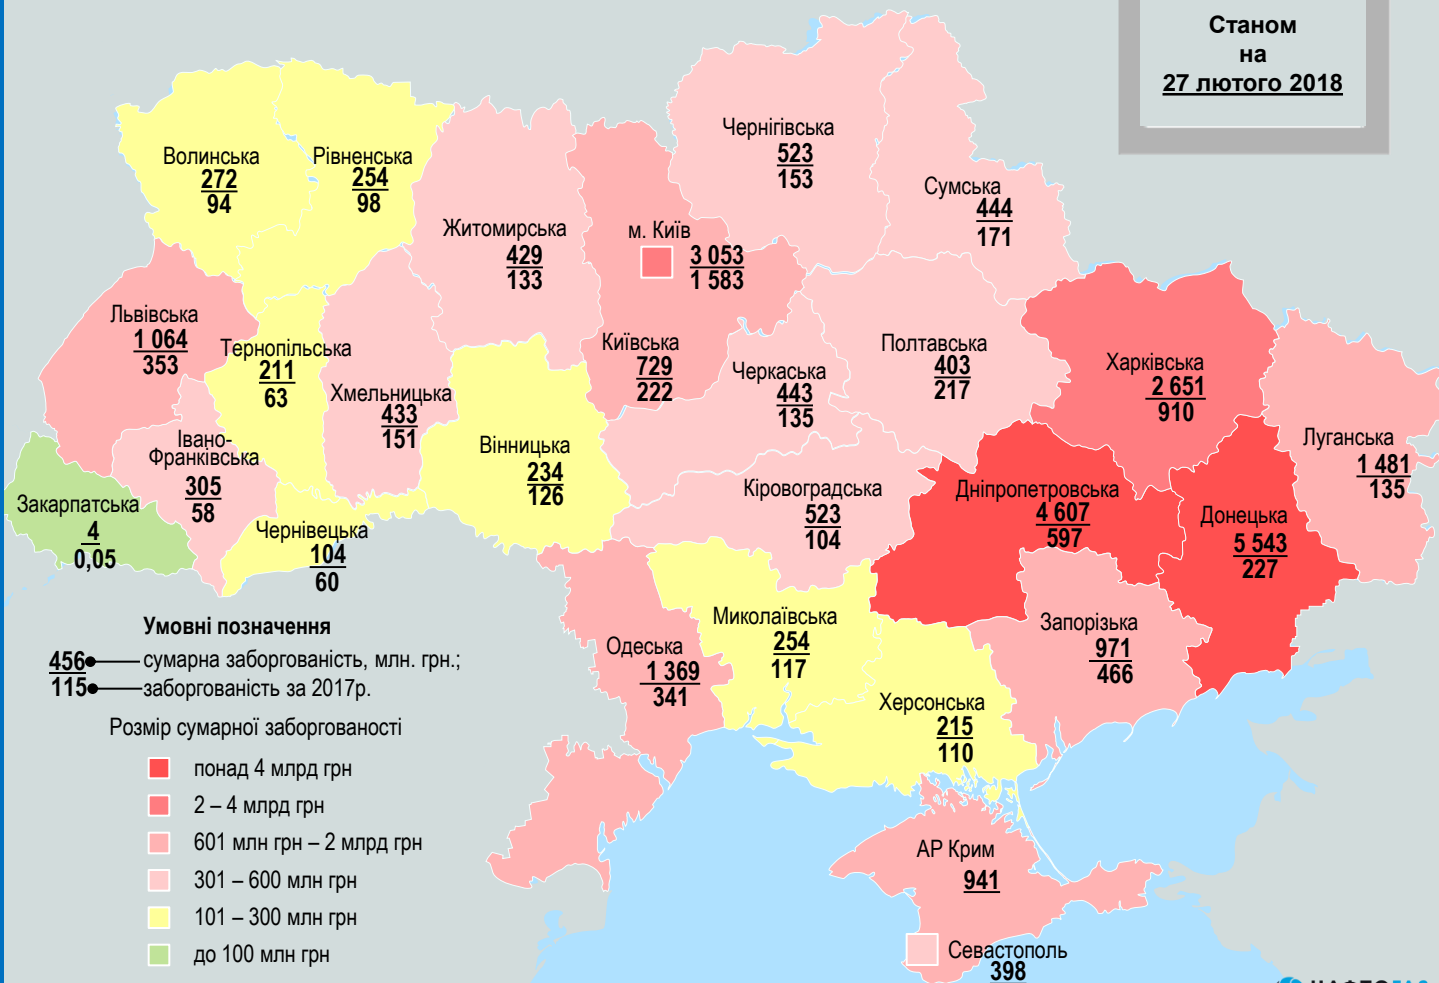 Станом
на
27 лютого 2018
Волинська
272
94
Рівненська
254
98
Житомирська
429
133
м. Київ
3 053
1 583
Чернігівська
523
153
Сумська
444
171
Львівська
1 064
353
Тернопільська
211
63
Хмельницька
433
151
Київська
729
222
Черкаська
443
135
Полтавська
403
217
Харківська
2 651
910
Луганська
1 481
135
Івано-
Франківська
305
58
Вінницька
234
126
Кіровоградська
523
104
Дніпропетровська
4 607
597
Донецька
5 543
227
Закарпатська
4
0,05
Чернівецька
104
60
Одеська
1 369
341
Миколаївська
254
117
Запорізька
971
466
Херсонська
215
110
АР Крим
941
Севастополь
398
Умовні позначення
456 сумарна заборгованість, млн. грн.;
115 заборгованість за 2017р.
Розмір сумарної заборгованості
понад 4 млрд грн
2 – 4 млрд грн
601 млн грн – 2 млрд грн
301 – 600 млн грн
101 – 300 млн грн
до 100 млн грн